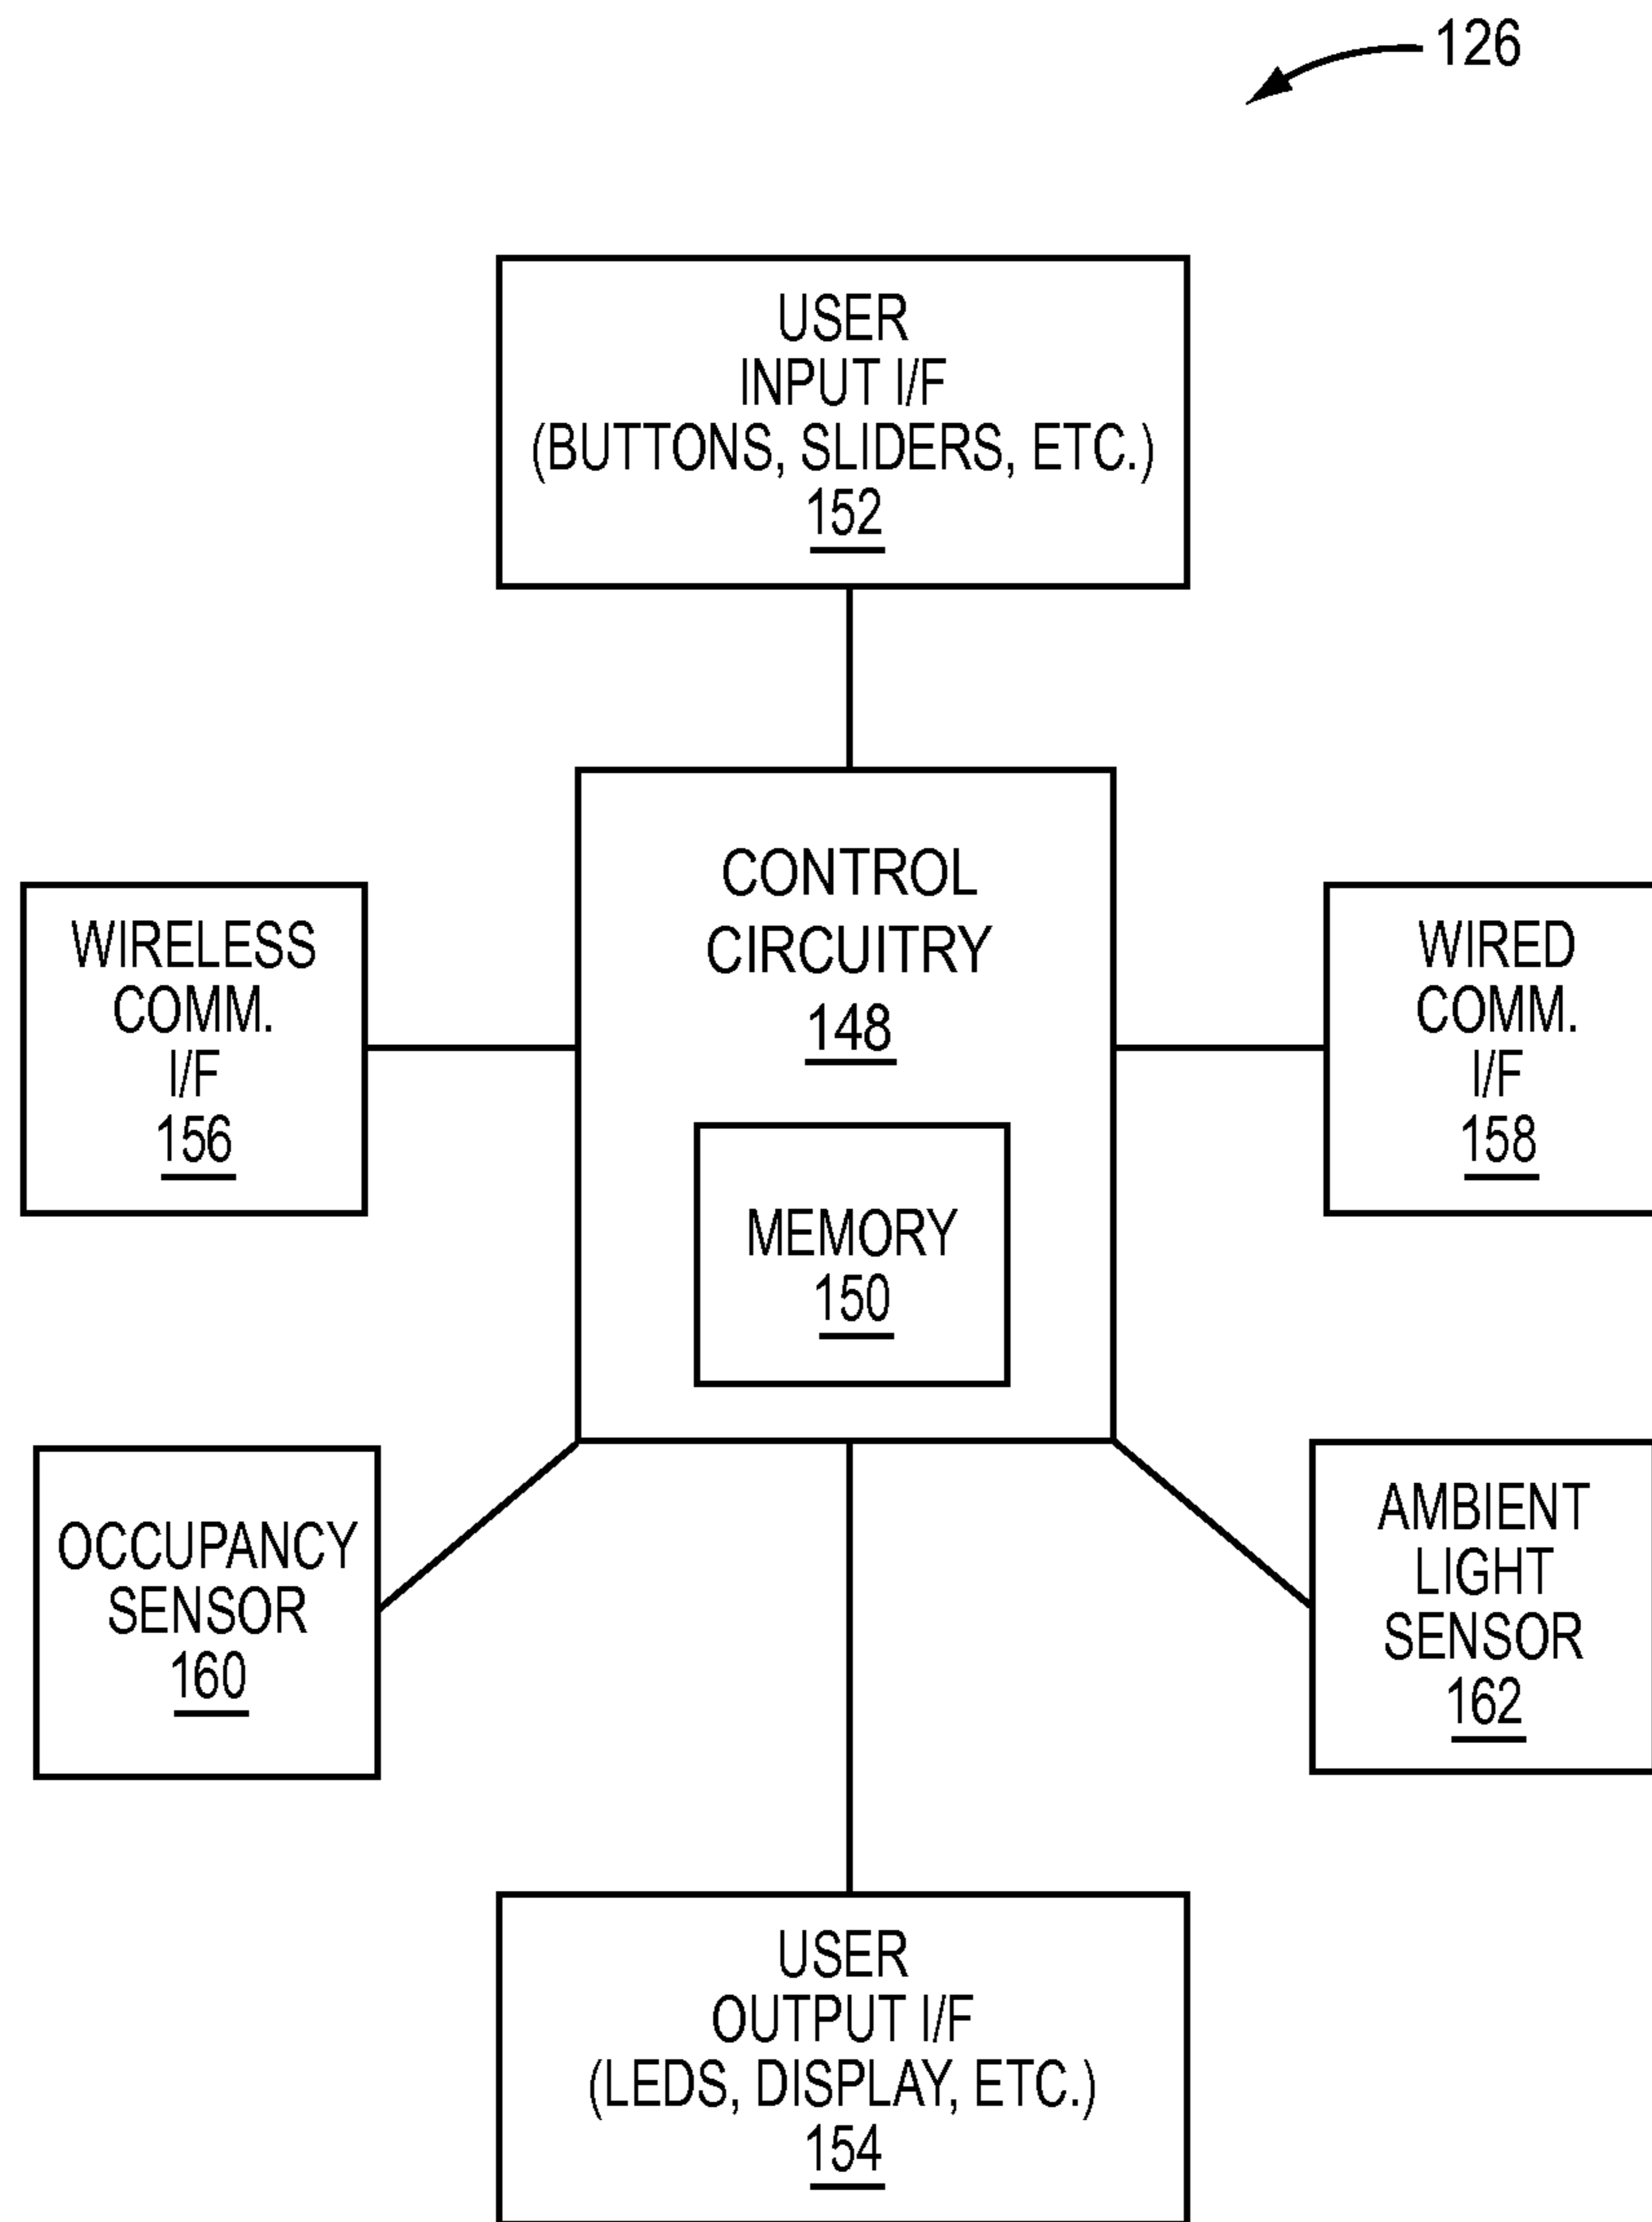 126
USER
INPUT I/F
(BUTTONS, SLIDERS, ETC.)
152
CONTROL
CIRCUITRY
148
WIRELESS
COMM.
I/F
156
WIRED
COMM.
I/F
158
MEMORY
150
OCCUPANCY
SENSOR
160
AMBIENT
LIGHT
SENSOR
162
USER
OUTPUT I/F
(LEDS, DISPLAY, ETC.)
154